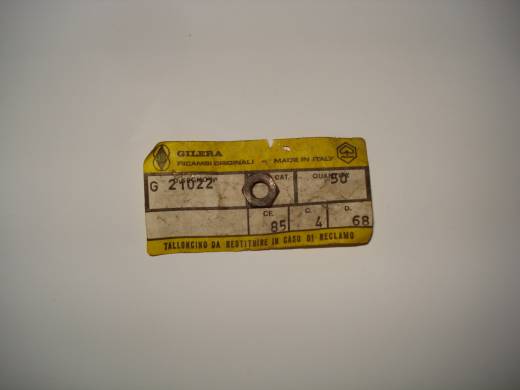 GILERA
RICAMBI ORIGINALI - MADE IN ITALY
CAT.
G 21022 50
CE. C. D.
85 4 68
TALLONCINO DA RESTITUIRE IN CASO DI RECLAMO